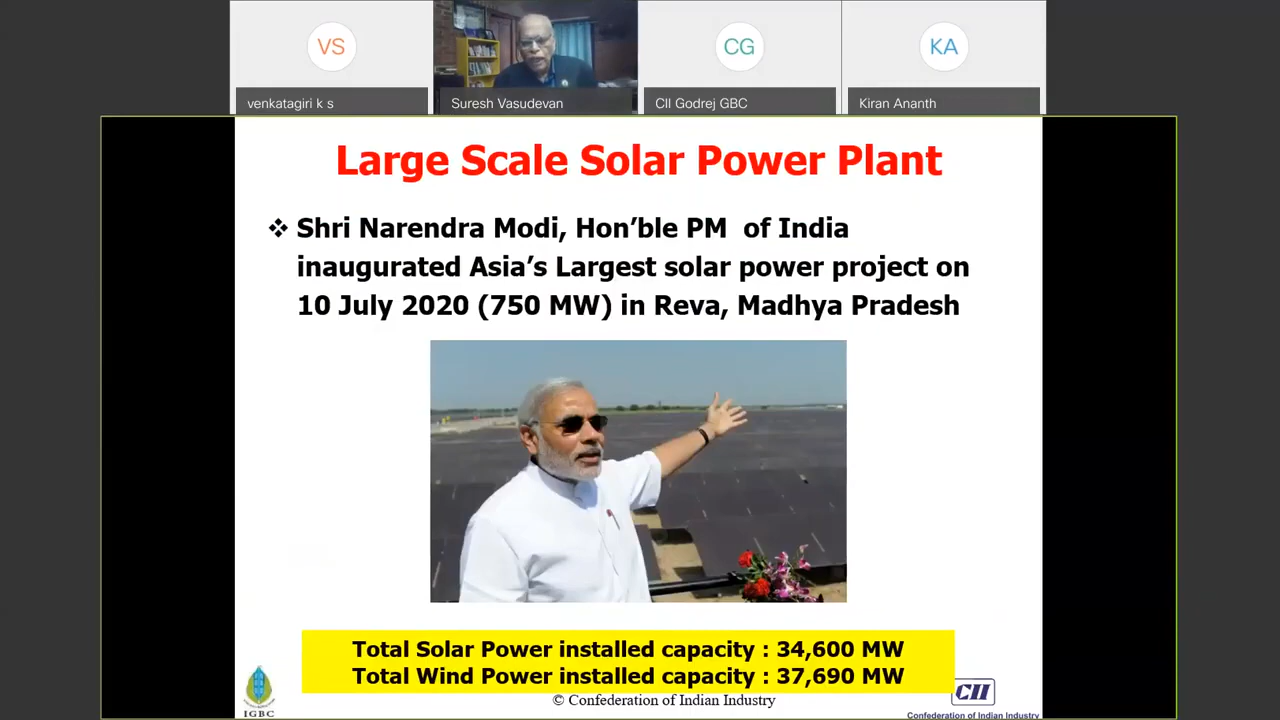 VS
CG
KA
venkatagiri k s
Suresh Vasudevan
CII Godrej GBC
Kiran Ananth
Large Scale Solar Power Plant
❖ Shri Narendra Modi, Hon’ble PM of India
inaugurated Asia’s Largest solar power project on
10 July 2020 (750 MW) in Reva, Madhya Pradesh
Total Solar Power installed capacity : 34,600 MW
Total Wind Power installed capacity : 37,690 MW
© Confederation of Indian Industry
IGBC
CII
Confederation of Indian Industry